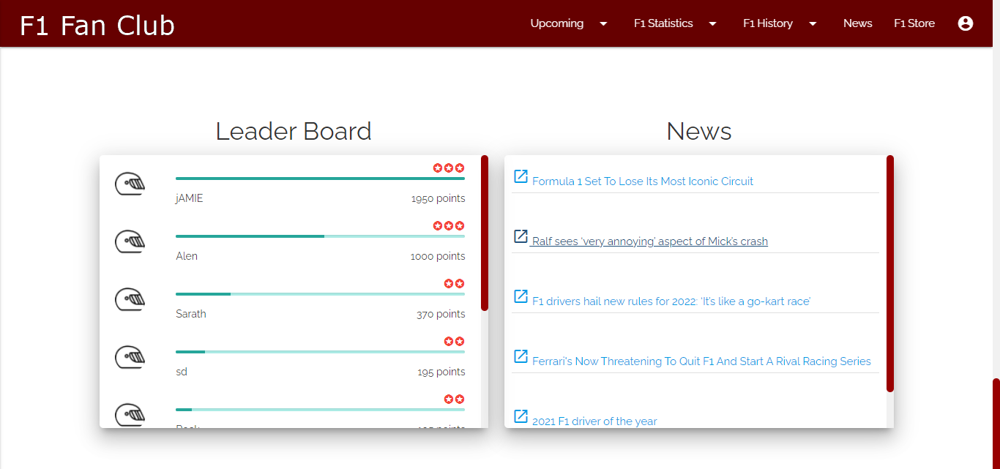 F1 Fan Club
Upcoming F1 Statistics F1 History News F1 Store
Leader Board
jAMIE 1950 points
Alen 1000 points
Sarath 370 points
sd 195 points
News
Formula 1 Set To Lose Its Most Iconic Circuit
Ralf sees ‘very annoying’ aspect of Mick’s crash
F1 drivers hail new rules for 2022: ‘It’s like a go-kart race’
Ferrari's Now Threatening To Quit F1 And Start A Rival Racing Series
2021 F1 driver of the year